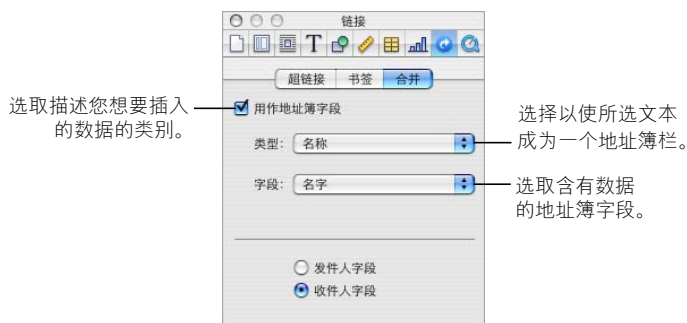 链接
T
超链接 书签 合并
选取描述您想要插入
的数据的类别。
用作地址簿字段
选择以使所选文本
成为一个地址簿栏。
类型： 名称
字段： 名字
选取含有数据
的地址簿字段。
发件人字段
收件人字段